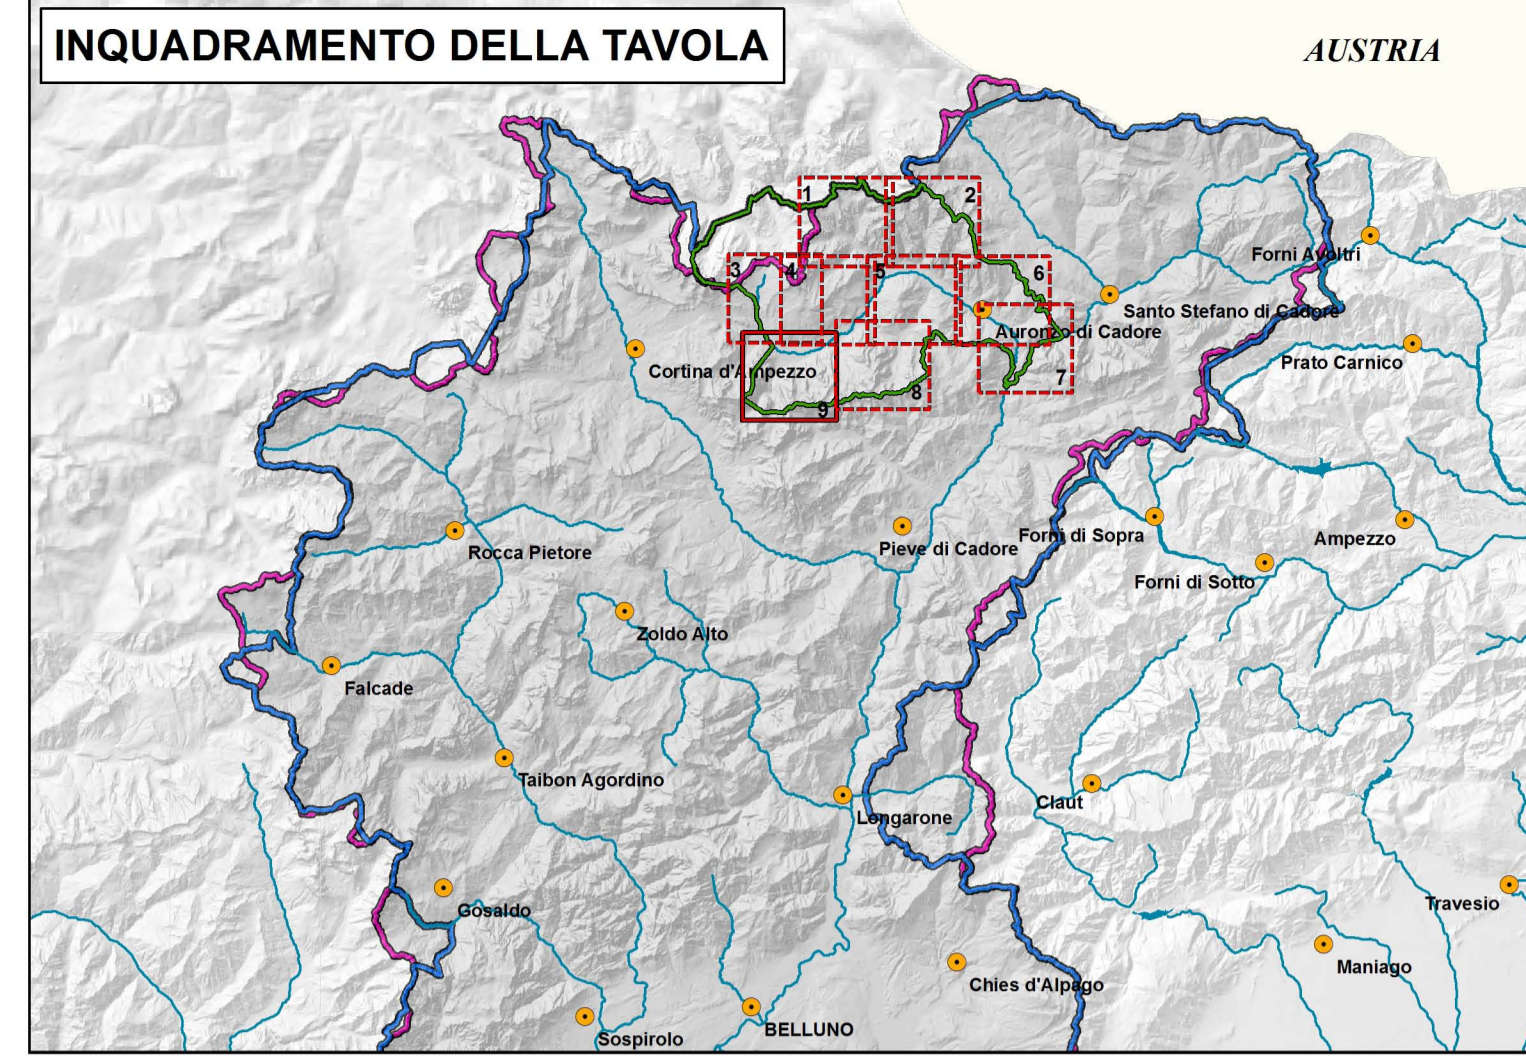 INQUADRAMENTO DELLA TAVOLA
AUSTRIA
1
2
Forni Avoltri
3
4
5
6
Santo Stefano di Cadore
Auronzo di Cadore
Prato Carnico
Cortina d'Ampezzo
7
8
9
Rocca Pietore
Pieve di Cadore
Forni di Sopra
Ampezzo
Forni di Sotto
Zoldo Alto
Falcade
Taibon Agordino
Longarone
Claut
Gosaldo
Travesio
Maniago
Chies d'Alpago
BELLUNO
Sospirolo